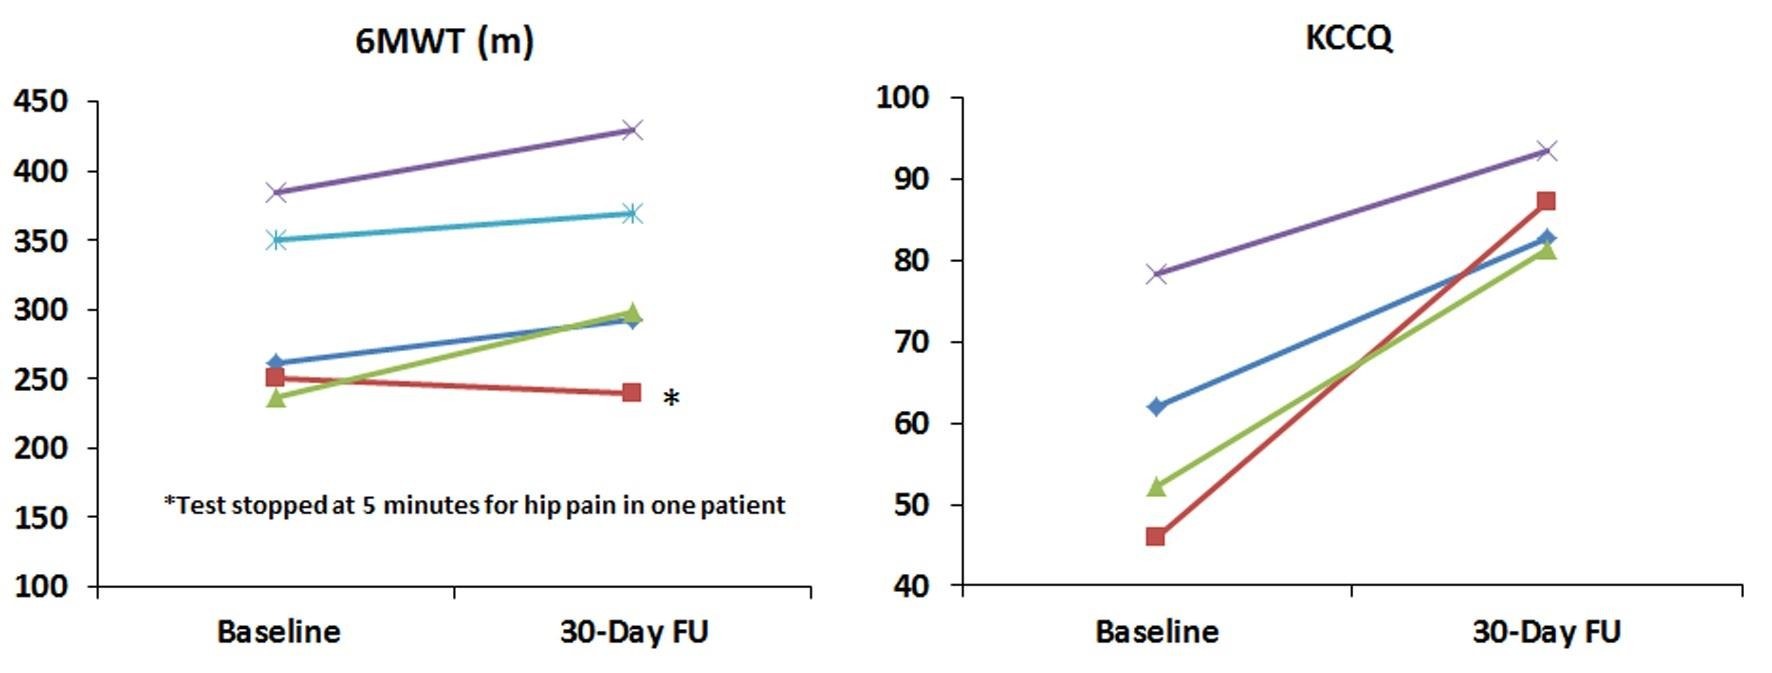 6MWT (m)
450
400
350
300
250
200
150
100
*
*Test stopped at 5 minutes for hip pain in one patient
Baseline
30-Day FU
KCCQ
100
90
80
70
60
50
40
Baseline
30-Day FU